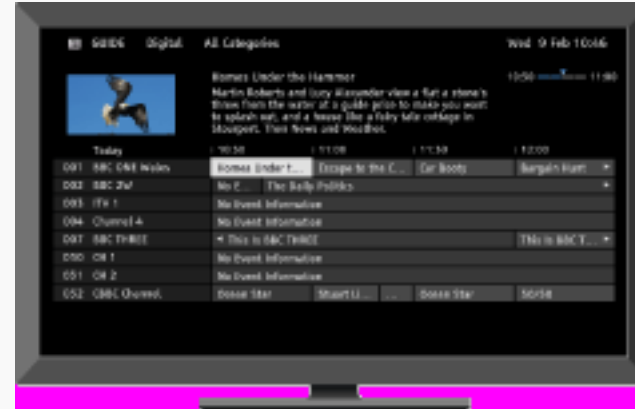 GUIDE Digital All Categories Wed 9 Feb 10:46
Homes Under the Hammer
Martin Roberts and Lucy Alexander view a flat a stone's
throw from the water at a guide price to make you want
to splash out, and a house like a fairy tale cottage in
Stourport. Then News and Weather.
Today 10:30 11:00 11:30 12:00
001 BBC ONE Wales Homes Under t... Escape to the C... Car Booty Bargain Hunt
002 BBC 2W No E... The Daily Politics
003 ITV 1 No Event Information
004 Channel 4 No Event Information
007 BBC THREE This is BBC THREE This is BBC T...
050 CH 1 No Event Information
051 CH 2 No Event Information
052 CBBC Channel Stuart Li... ... 50/50